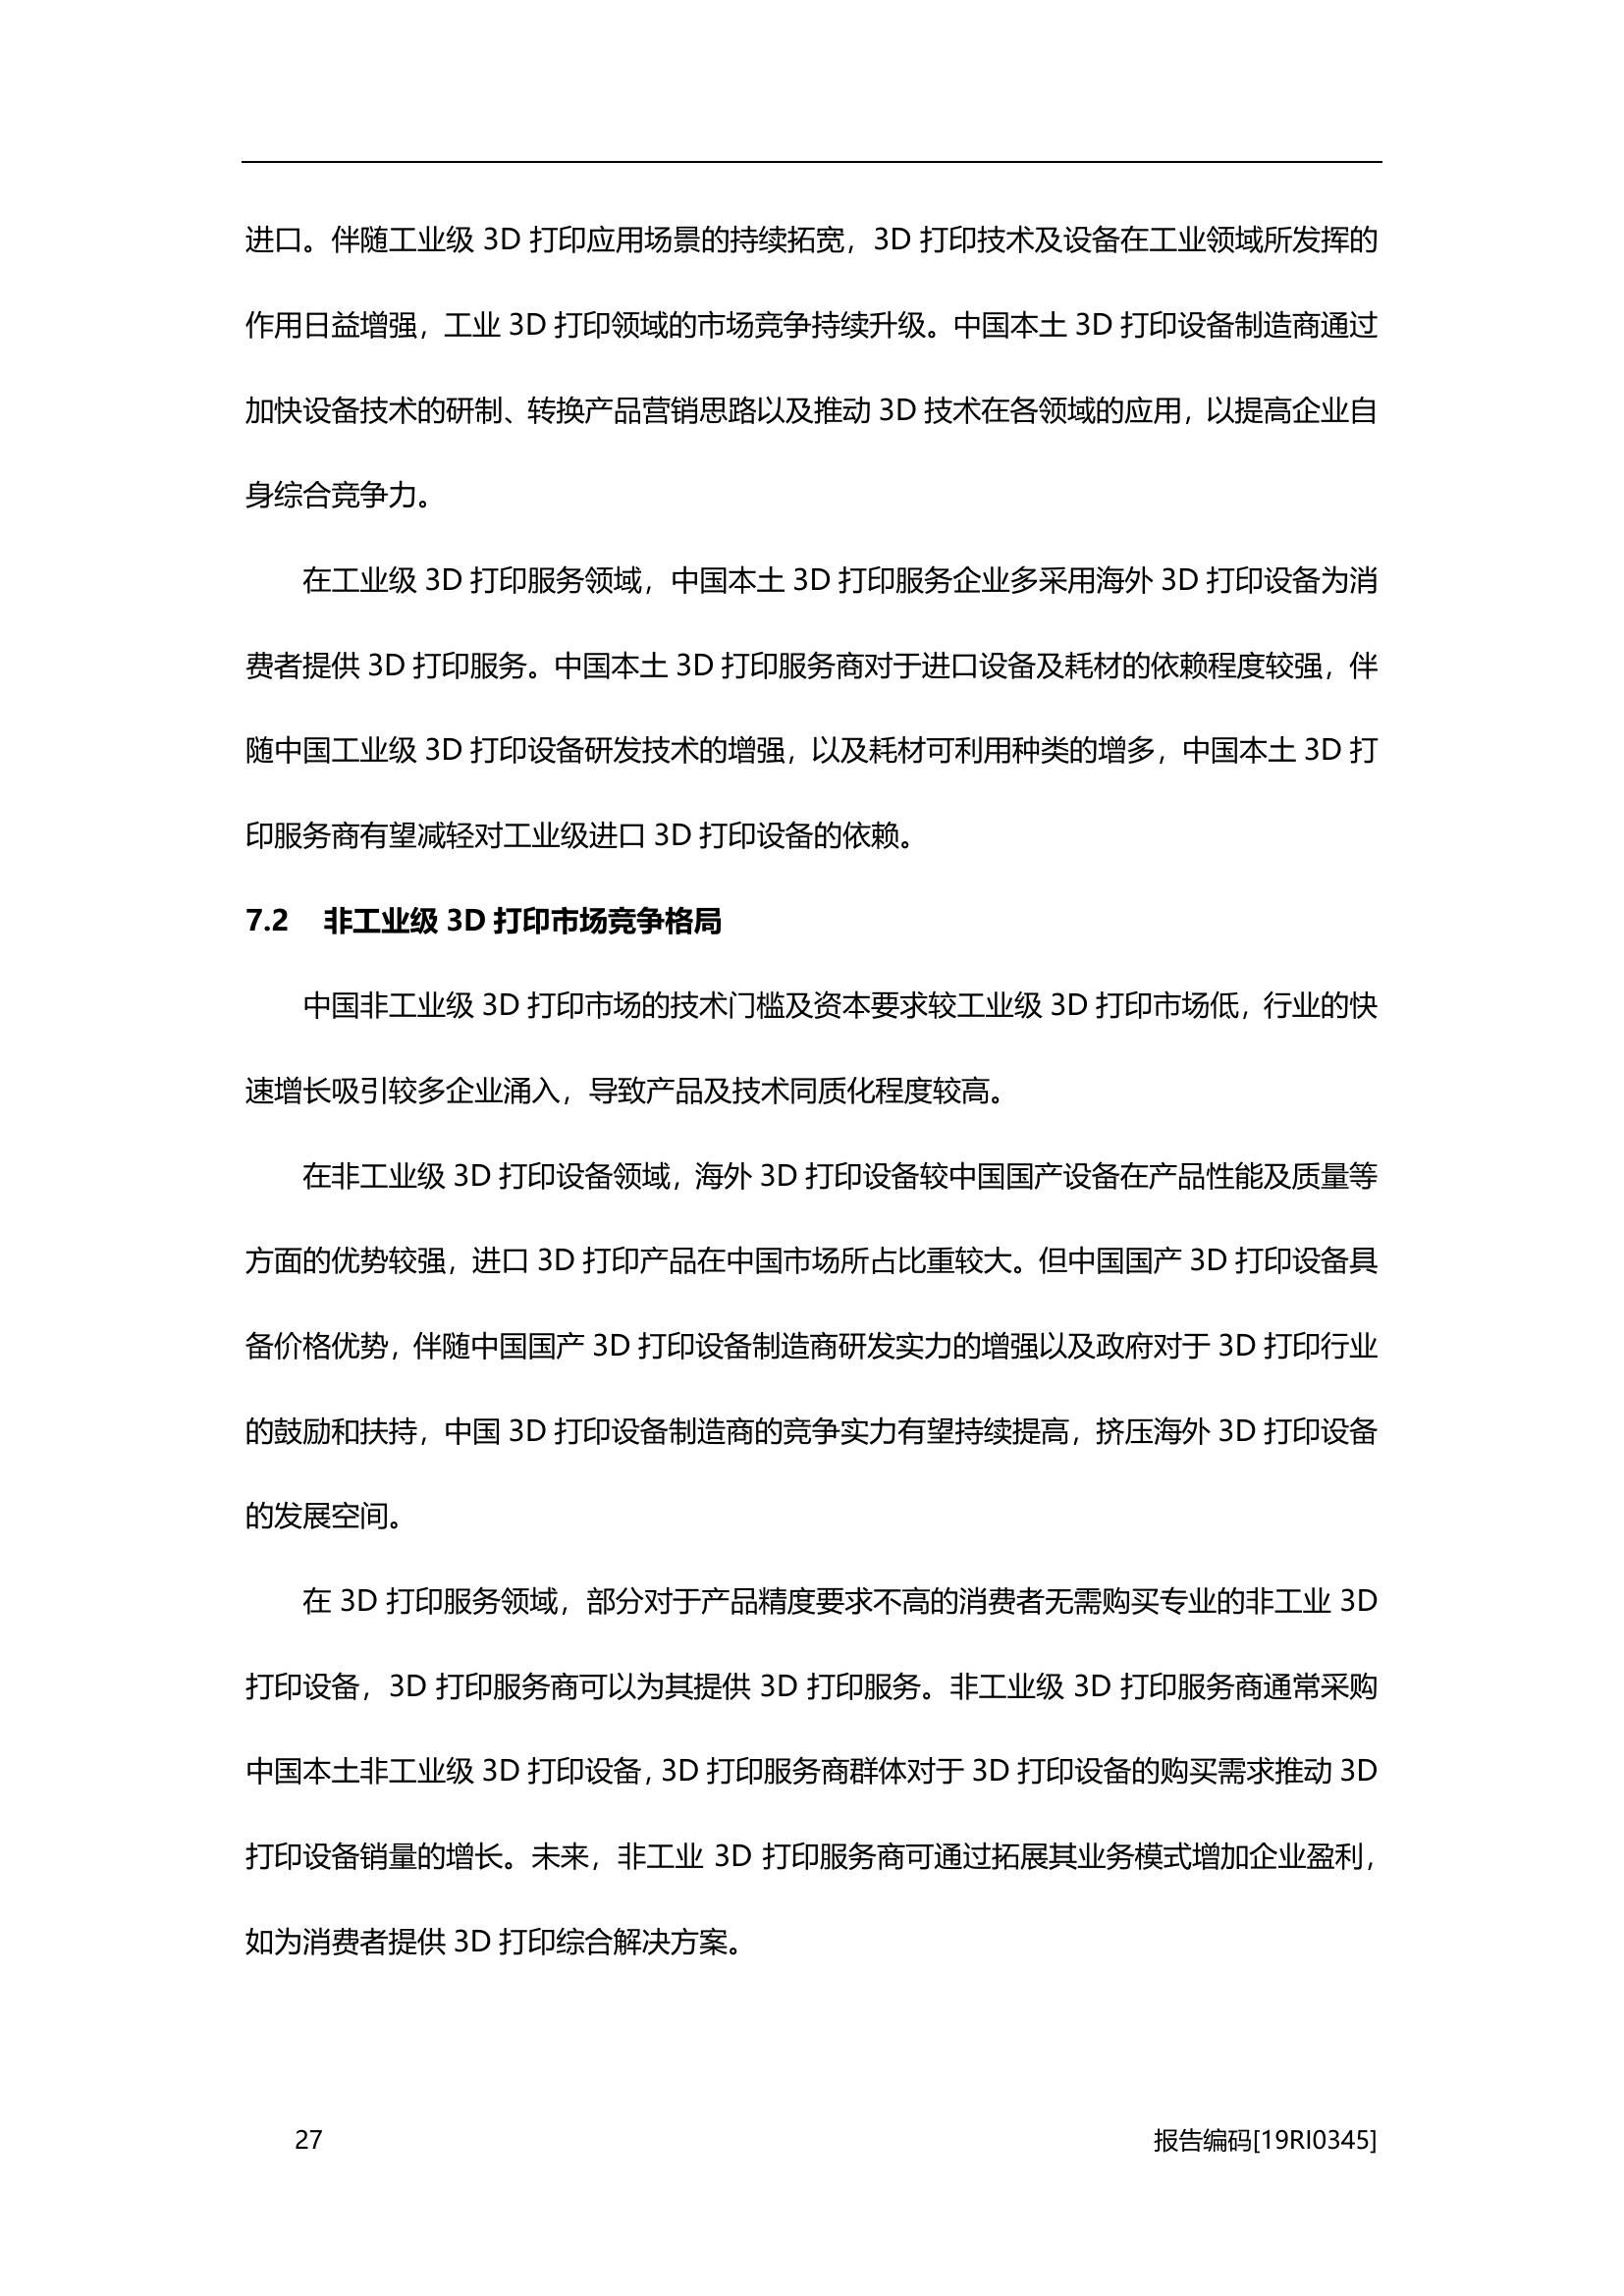 进口。伴随工业级 3D 打印应用场景的持续拓宽，3D 打印技术及设备在工业领域所发挥的
作用日益增强，工业 3D 打印领域的市场竞争持续升级。中国本土 3D 打印设备制造商通过
加快设备技术的研制、转换产品营销思路以及推动 3D 技术在各领域的应用，以提高企业自
身综合竞争力。
在工业级 3D 打印服务领域，中国本土 3D 打印服务企业多采用海外 3D 打印设备为消
费者提供 3D 打印服务。中国本土 3D 打印服务商对于进口设备及耗材的依赖程度较强，伴
随中国工业级 3D 打印设备研发技术的增强，以及耗材可利用种类的增多，中国本土 3D 打
印服务商有望减轻对工业级进口 3D 打印设备的依赖。
7.2 非工业级 3D 打印市场竞争格局
中国非工业级 3D 打印市场的技术门槛及资本要求较工业级 3D 打印市场低，行业的快
速增长吸引较多企业涌入，导致产品及技术同质化程度较高。
在非工业级 3D 打印设备领域，海外 3D 打印设备较中国国产设备在产品性能及质量等
方面的优势较强，进口 3D 打印产品在中国市场所占比重较大。但中国国产 3D 打印设备具
备价格优势，伴随中国国产 3D 打印设备制造商研发实力的增强以及政府对于 3D 打印行业
的鼓励和扶持，中国 3D 打印设备制造商的竞争实力有望持续提高，挤压海外 3D 打印设备
的发展空间。
在 3D 打印服务领域，部分对于产品精度要求不高的消费者无需购买专业的非工业 3D
打印设备，3D 打印服务商可以为其提供 3D 打印服务。非工业级 3D 打印服务商通常采购
中国本土非工业级 3D 打印设备，3D 打印服务商群体对于 3D 打印设备的购买需求推动 3D
打印设备销量的增长。未来，非工业 3D 打印服务商可通过拓展其业务模式增加企业盈利，
如为消费者提供 3D 打印综合解决方案。
27 报告编码[19RI0345]